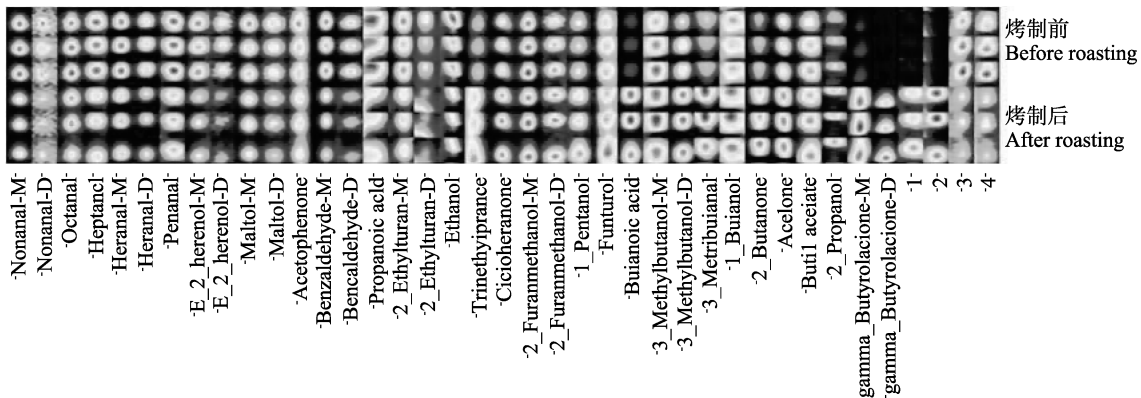 烤制前
Before roasting
烤制后
After roasting
-Nonanal-M-
-Nonanal-D-
-Octanal-
-Heptancl-
-Heranal-M-
-Heranal-D-
-Penanal-
-E_2_herenol-M-
-E_2_herenol-D-
-Maltol-M-
-Maltol-D-
-Acetophenone-
-Benzaldehyde-M-
-Bencaldehyde-D-
-Propanoic acld-
-2_Ethylturan-M-
-2_Ethylturan-D-
-Ethanol-
-Trinethyiprance-
-Cicioheranone-
-2_Furanmethanol-M-
-2_Furanmethanol-D-
-1_Pentanol-
-Funturol-
-Buianoic acid-
-3_Methylbutanol-M-
-3_Methylbutanol-D-
-3_Metribuianal-
-1_Buianol-
-2_Butanone-
-Acelone-
-Buti1 aceiate-
-2_Propanol-
gamma_Butyrolacione-M-
-gamma_Butyrolacione-D-
-1-
-2
-3
-4-